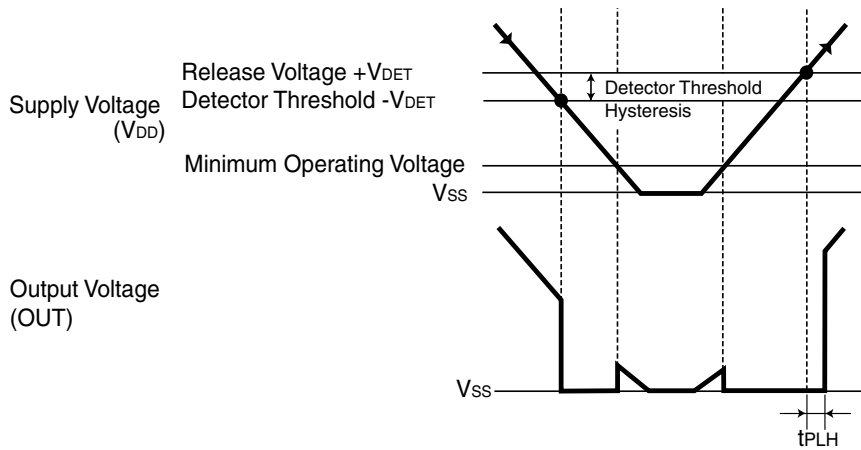 Release Voltage +VDET
Detector Threshold -VDET
Detector Threshold
Hysteresis
Supply Voltage
(VDD)
Minimum Operating Voltage
VSS
Output Voltage
(OUT)
VSS
tPLH